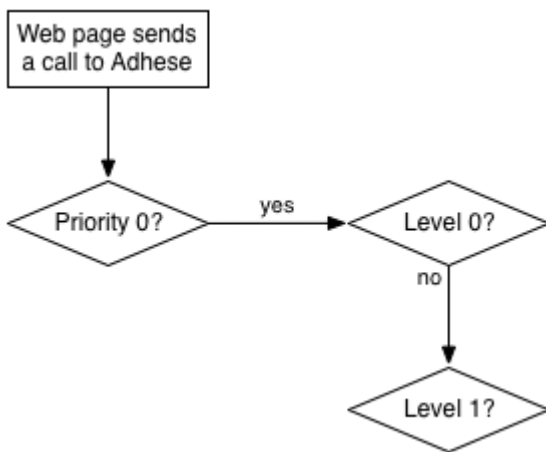 Web page sends
a call to Adhese
Priority 0?
yes
Level 0?
no
Level 1?